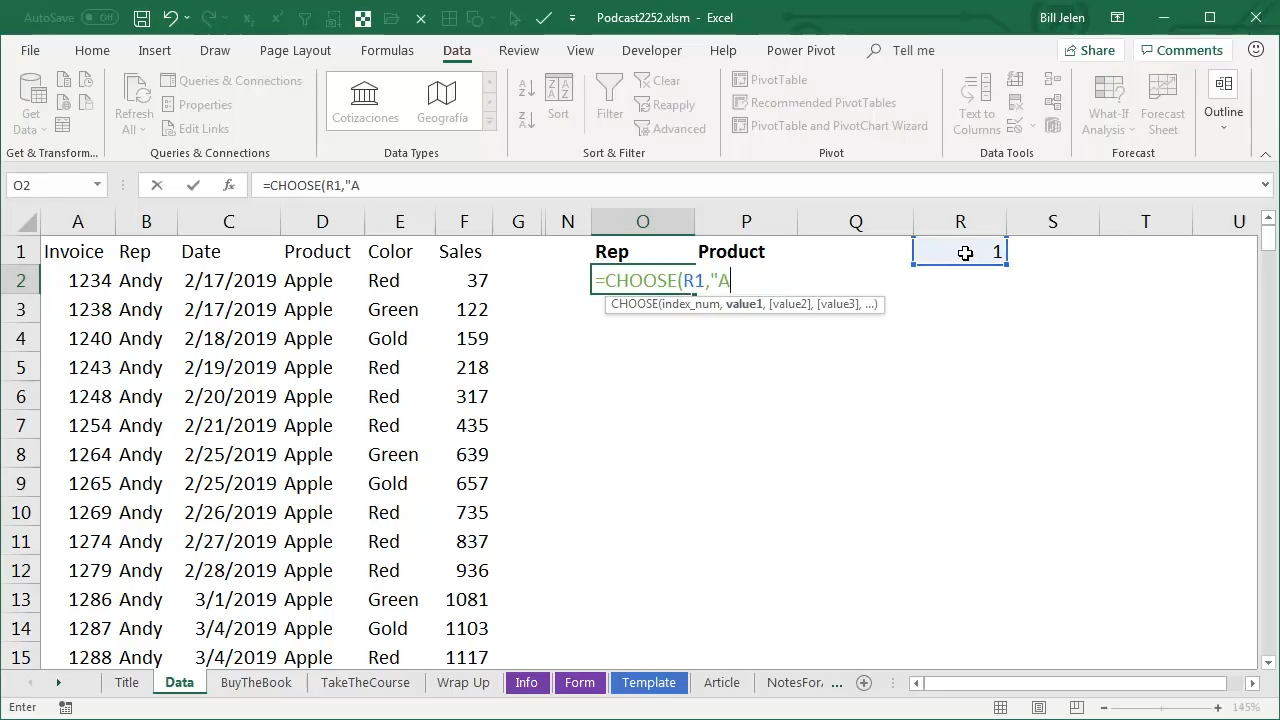 AutoSave Off Podcast2252.xlsm - Excel Bill Jelen
File Home Insert Draw Page Layout Formulas Data Review View Developer Help Power Pivot Tell me Share Comments
Get Data Refresh All Queries & Connections Properties Edit Links Cotizaciones Geografía Sort Filter Clear Reapply Advanced PivotTable Recommended PivotTables PivotTable and PivotChart Wizard Text to Columns What-If Analysis Forecast Sheet Outline
Get & Transform... Queries & Connections Data Types Sort & Filter Pivot Data Tools Forecast
O2 fx =CHOOSE(R1,"A
A B C D E F G N O P Q R S T U
1 Invoice Rep Date Product Color Sales Rep Product 1
2 1234 Andy 2/17/2019 Apple Red 37 =CHOOSE(R1,"A
CHOOSE(index_num, value1, [value2], [value3], ...)
3 1238 Andy 2/17/2019 Apple Green 122
4 1240 Andy 2/18/2019 Apple Gold 159
5 1243 Andy 2/19/2019 Apple Red 218
6 1248 Andy 2/20/2019 Apple Red 317
7 1254 Andy 2/21/2019 Apple Red 435
8 1264 Andy 2/25/2019 Apple Green 639
9 1265 Andy 2/25/2019 Apple Gold 657
10 1269 Andy 2/26/2019 Apple Red 735
11 1274 Andy 2/27/2019 Apple Red 837
12 1279 Andy 2/28/2019 Apple Red 936
13 1286 Andy 3/1/2019 Apple Green 1081
14 1287 Andy 3/4/2019 Apple Gold 1103
15 1288 Andy 3/4/2019 Apple Red 1117
Title Data BuyTheBook TakeTheCourse Wrap Up Info Form Template Article NotesFor ...
Enter 145%